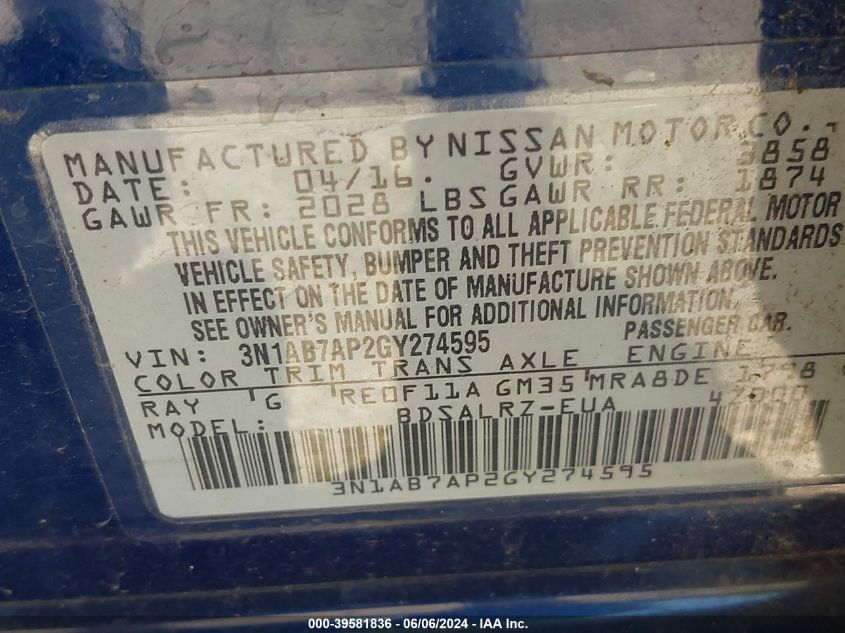 MANUFACTURED BY NISSAN MOTOR CO.,
DATE: 04/16. GVWR: 3858
GAWR FR: 2028 LBS GAWR RR: 1874
THIS VEHICLE CONFORMS TO ALL APPLICABLE FEDERAL MOTOR
VEHICLE SAFETY, BUMPER AND THEFT PREVENTION STANDARDS
IN EFFECT ON THE DATE OF MANUFACTURE SHOWN ABOVE.
SEE OWNER'S MANUAL FOR ADDITIONAL INFORMATION.
VIN: 3N1AB7AP2GY274595 PASSENGER CAR.
COLOR TRIM TRANS AXLE ENGINE
RAY G RE0F11A GM35 MRA8DE 1798
MODEL: BDSALRZ-EUA
3N1AB7AP2GY274595
000-39581836 - 06/06/2024 - IAA Inc.